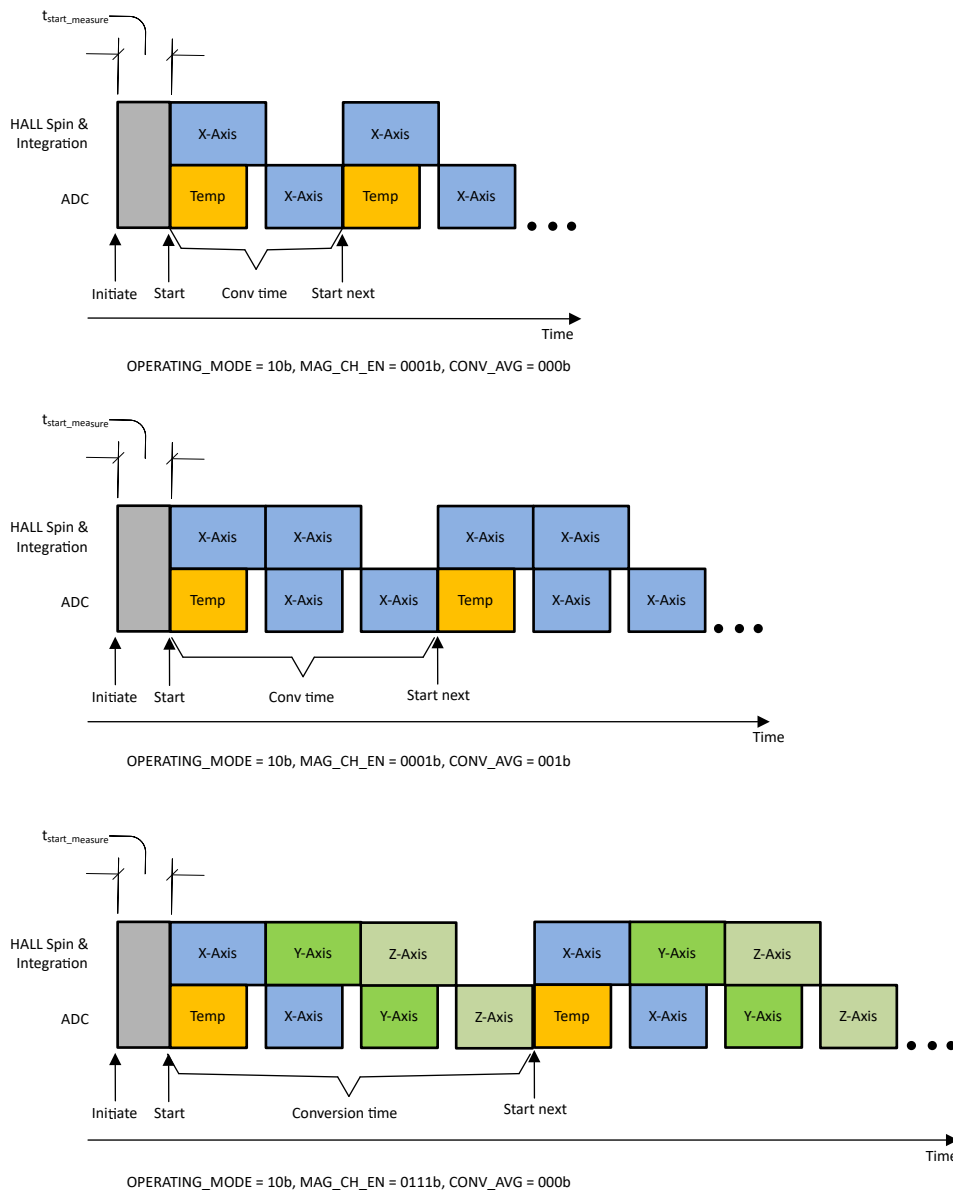 tstart_measure
HALL Spin &
Integration
X-Axis X-Axis
ADC
Temp X-Axis Temp X-Axis
Initiate Start Conv time Start next
Time
OPERATING_MODE = 10b, MAG_CH_EN = 0001b, CONV_AVG = 000b
tstart_measure
HALL Spin &
Integration
X-Axis X-Axis X-Axis X-Axis
ADC
Temp X-Axis X-Axis Temp X-Axis X-Axis
Initiate Start Conv time Start next
Time
OPERATING_MODE = 10b, MAG_CH_EN = 0001b, CONV_AVG = 001b
tstart_measure
HALL Spin &
Integration
X-Axis Y-Axis Z-Axis X-Axis Y-Axis Z-Axis
ADC
Temp X-Axis Y-Axis Z-Axis Temp X-Axis Y-Axis Z-Axis
Initiate Start Conversion time Start next
Time
OPERATING_MODE = 10b, MAG_CH_EN = 0111b, CONV_AVG = 000b